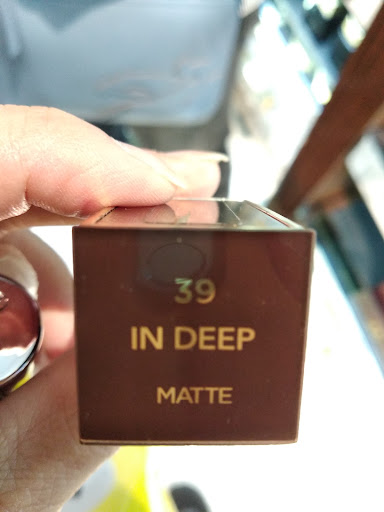 39
IN DEEP
MATTE